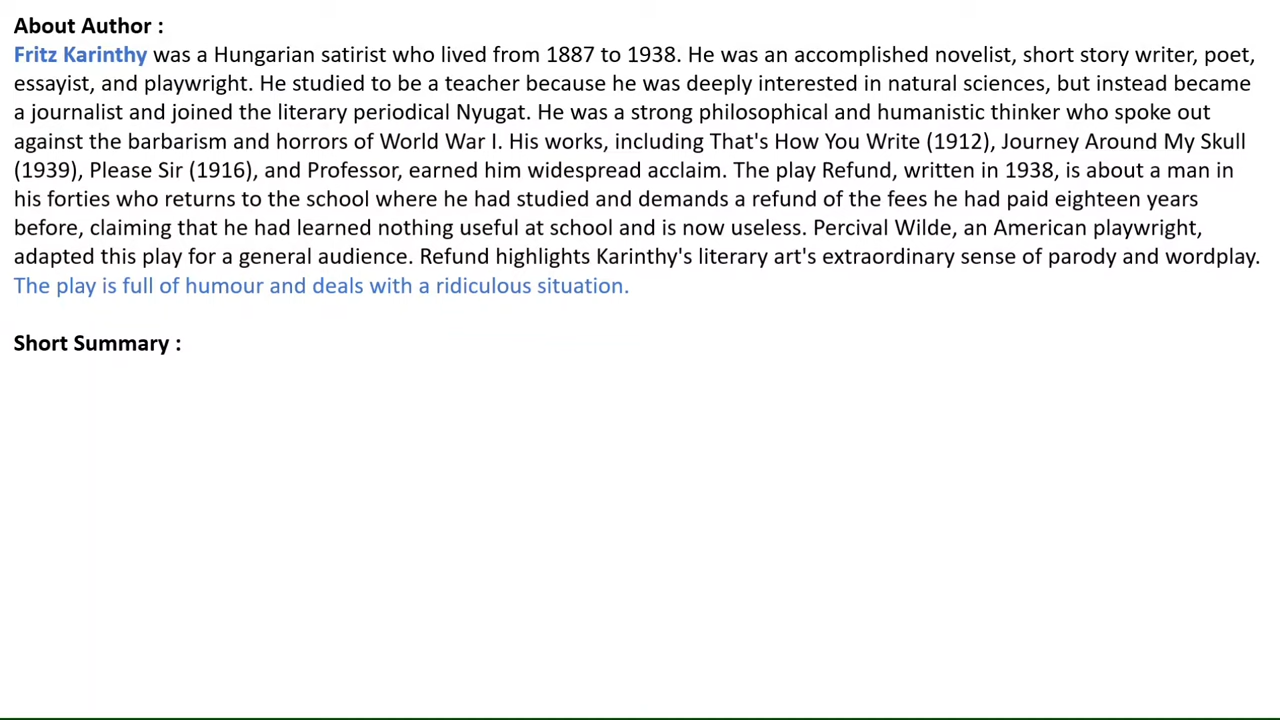 About Author :
Fritz Karinthy was a Hungarian satirist who lived from 1887 to 1938. He was an accomplished novelist, short story writer, poet,
essayist, and playwright. He studied to be a teacher because he was deeply interested in natural sciences, but instead became
a journalist and joined the literary periodical Nyugat. He was a strong philosophical and humanistic thinker who spoke out
against the barbarism and horrors of World War I. His works, including That's How You Write (1912), Journey Around My Skull
(1939), Please Sir (1916), and Professor, earned him widespread acclaim. The play Refund, written in 1938, is about a man in
his forties who returns to the school where he had studied and demands a refund of the fees he had paid eighteen years
before, claiming that he had learned nothing useful at school and is now useless. Percival Wilde, an American playwright,
adapted this play for a general audience. Refund highlights Karinthy's literary art's extraordinary sense of parody and wordplay.
The play is full of humour and deals with a ridiculous situation.
Short Summary :